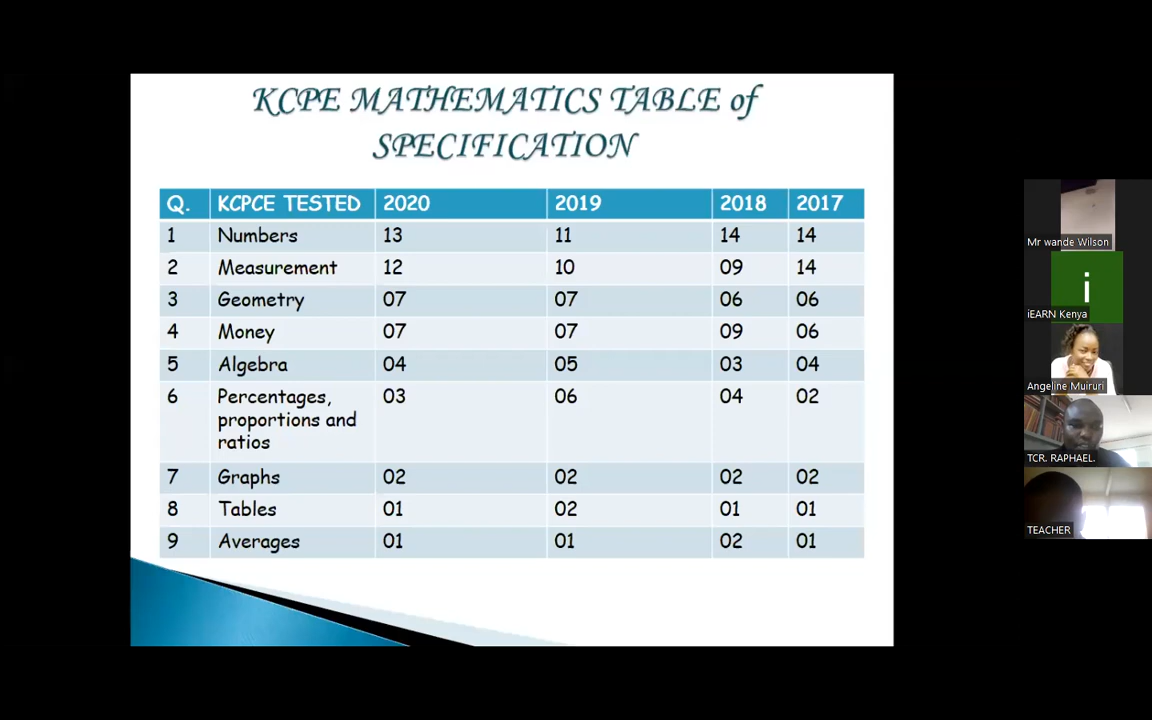 KCPE MATHEMATICS TABLE of
SPECIFICATION
Q. KCPCE TESTED 2020 2019 2018 2017
1 Numbers 13 11 14 14
2 Measurement 12 10 09 14
3 Geometry 07 07 06 06
4 Money 07 07 09 06
5 Algebra 04 05 03 04
6 Percentages, 03 06 04 02
proportions and
ratios
7 Graphs 02 02 02 02
8 Tables 01 02 01 01
9 Averages 01 01 02 01
Mr wande Wilson
i
iEARN Kenya
Angeline Muiruri
TCR. RAPHAEL.
TEACHER